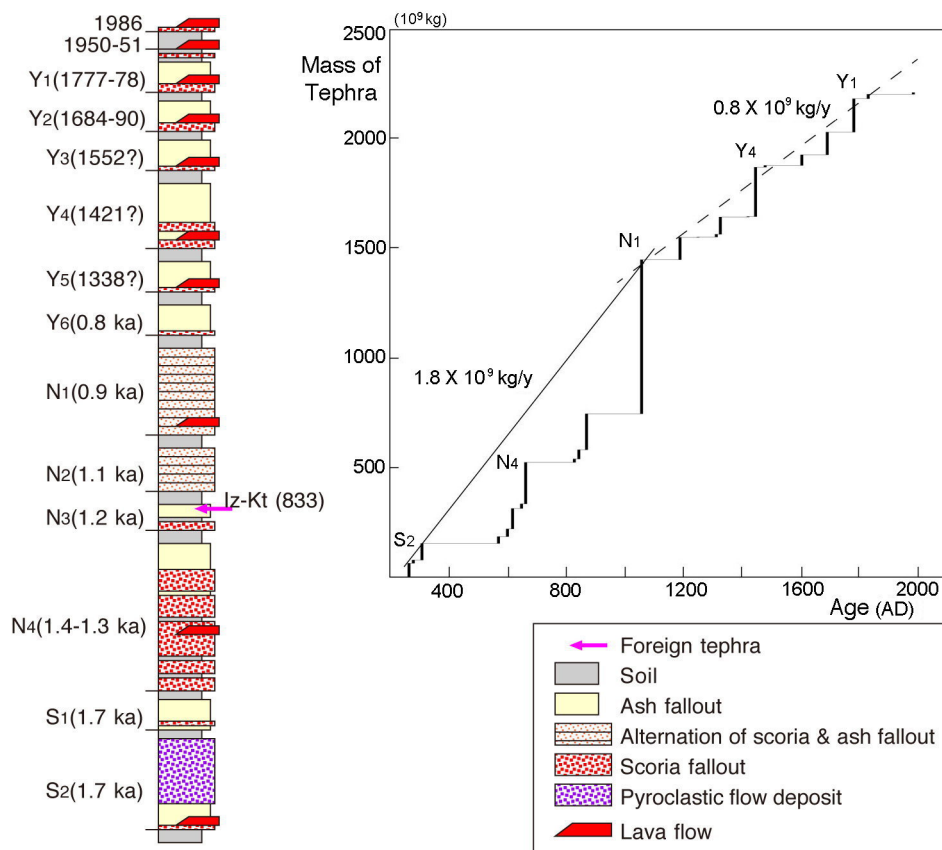 1986
1950-51
Y1(1777-78)
Y2(1684-90)
Y3(1552?)
Y4(1421?)
Y5(1338?)
Y6(0.8 ka)
N1(0.9 ka)
N2(1.1 ka)
Iz-Kt (833)
N3(1.2 ka)
N4(1.4-1.3 ka)
S1(1.7 ka)
S2(1.7 ka)
(10⁹ kg)
2500
Mass of
Tephra
2000
1500
1000
500
Y1
0.8 X 10⁹ kg/y
Y4
N1
1.8 X 10⁹ kg/y
N4
S2
400
800
1200
1600
2000
Age (AD)
Foreign tephra
Soil
Ash fallout
Alternation of scoria & ash fallout
Scoria fallout
Pyroclastic flow deposit
Lava flow